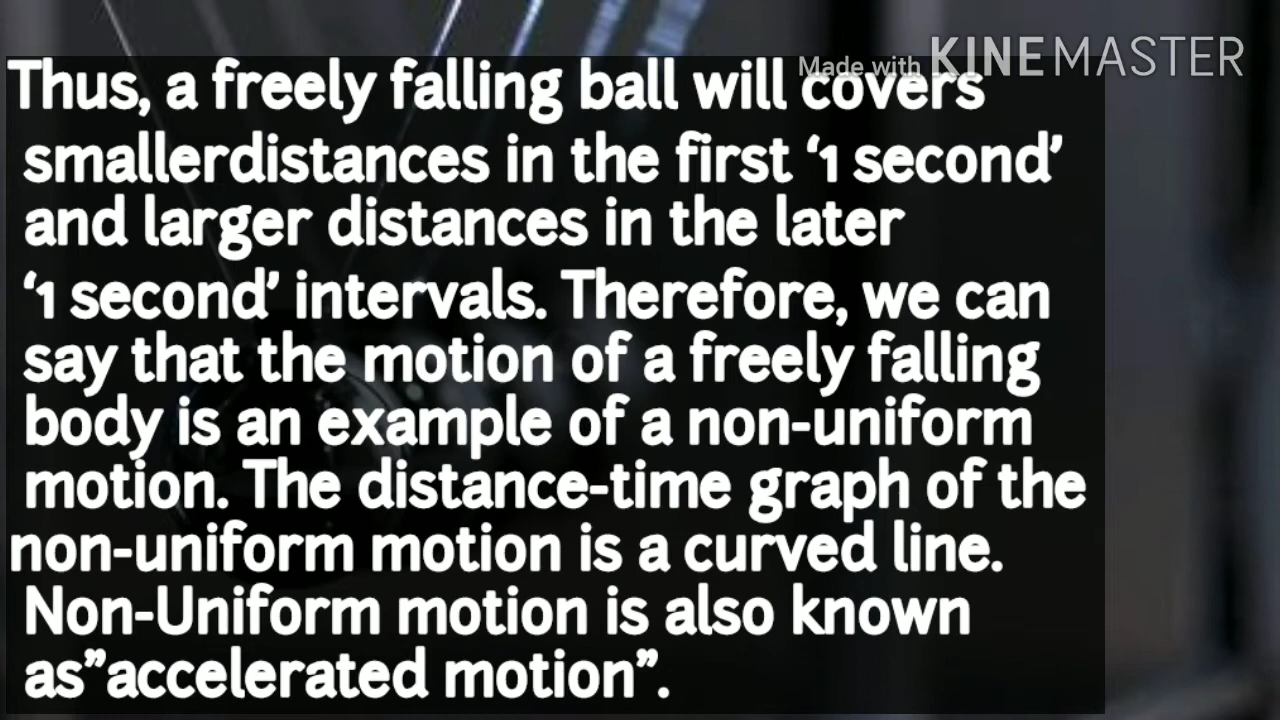 Made with KINEMASTER
Thus, a freely falling ball will covers
smallerdistances in the first ‘1 second’
and larger distances in the later
‘1 second’ intervals. Therefore, we can
say that the motion of a freely falling
body is an example of a non-uniform
motion. The distance-time graph of the
non-uniform motion is a curved line.
Non-Uniform motion is also known
as”accelerated motion”.